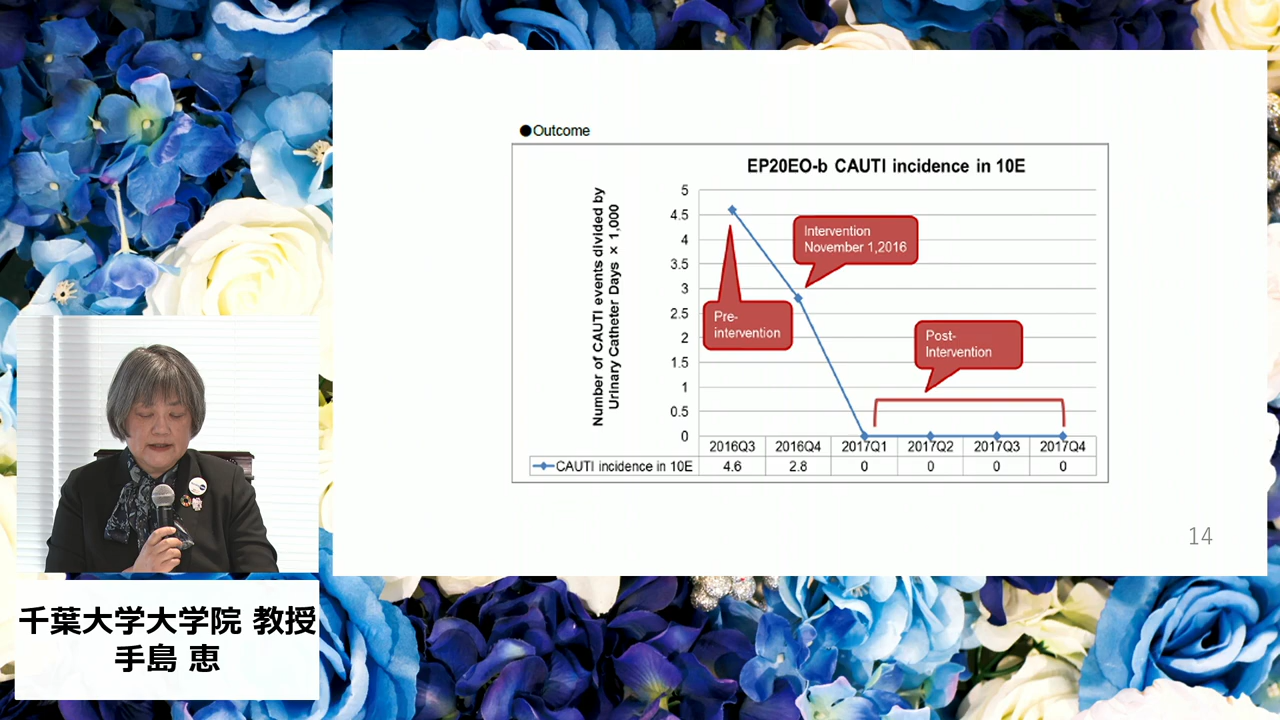 ●Outcome
EP20EO-b CAUTI incidence in 10E
Number of CAUTI events divided by
Urinary Catheter Days × 1,000
5
4.5
4
3.5
3
2.5
2
1.5
1
0.5
0
Intervention
November 1,2016
Pre-
intervention
Post-
Intervention
2016Q3 2016Q4 2017Q1 2017Q2 2017Q3 2017Q4
CAUTI incidence in 10E 4.6 2.8 0 0 0 0
14
千葉大学大学院 教授
手島 恵